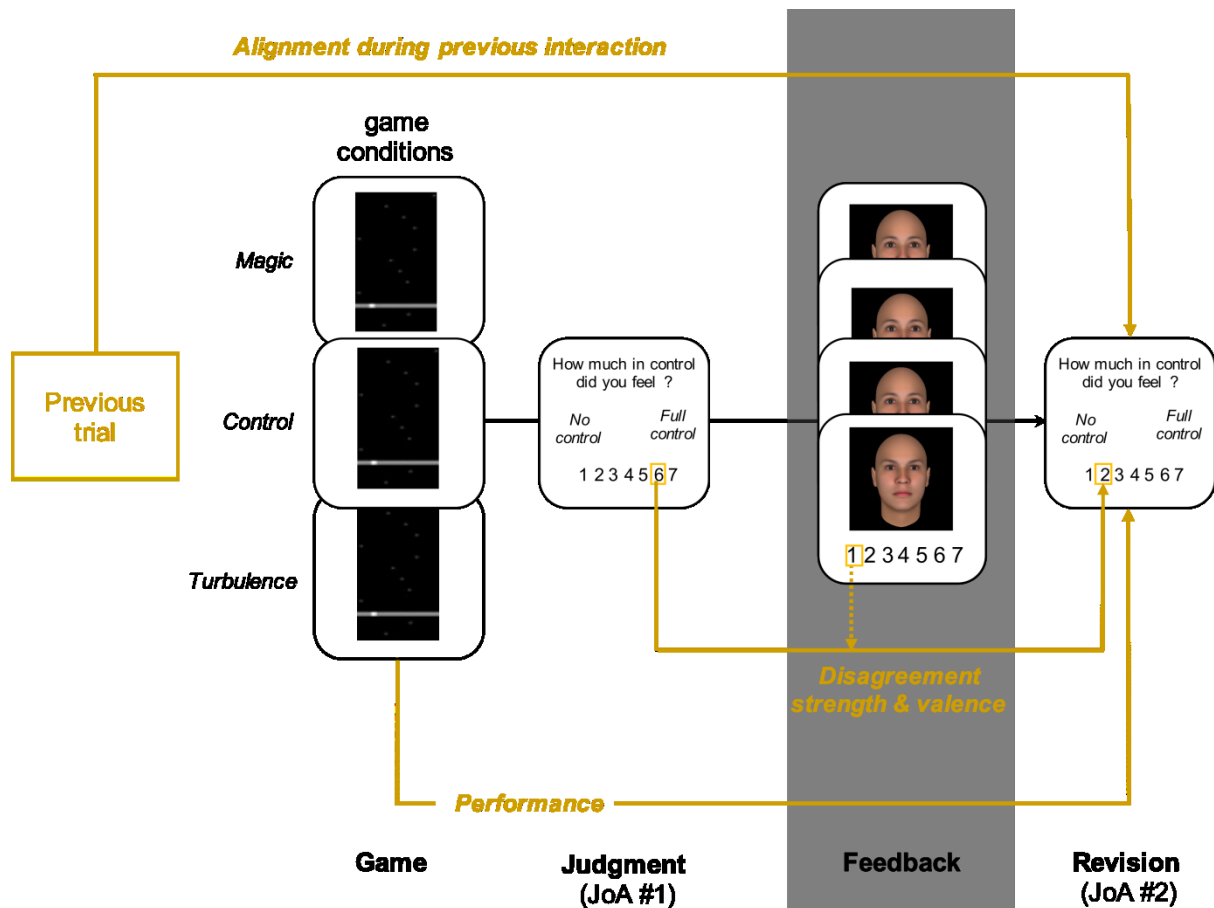 Alignment during previous interaction
game
conditions
Magic
Control
Turbulence
Previous
trial
How much in control
did you feel ?
No
control
Full
control
1 2 3 4 5 6 7
1 2 3 4 5 6 7
How much in control
did you feel ?
No
control
Full
control
1 2 3 4 5 6 7
Disagreement
strength & valence
Performance
Game
Judgment
(JoA #1)
Feedback
Revision
(JoA #2)